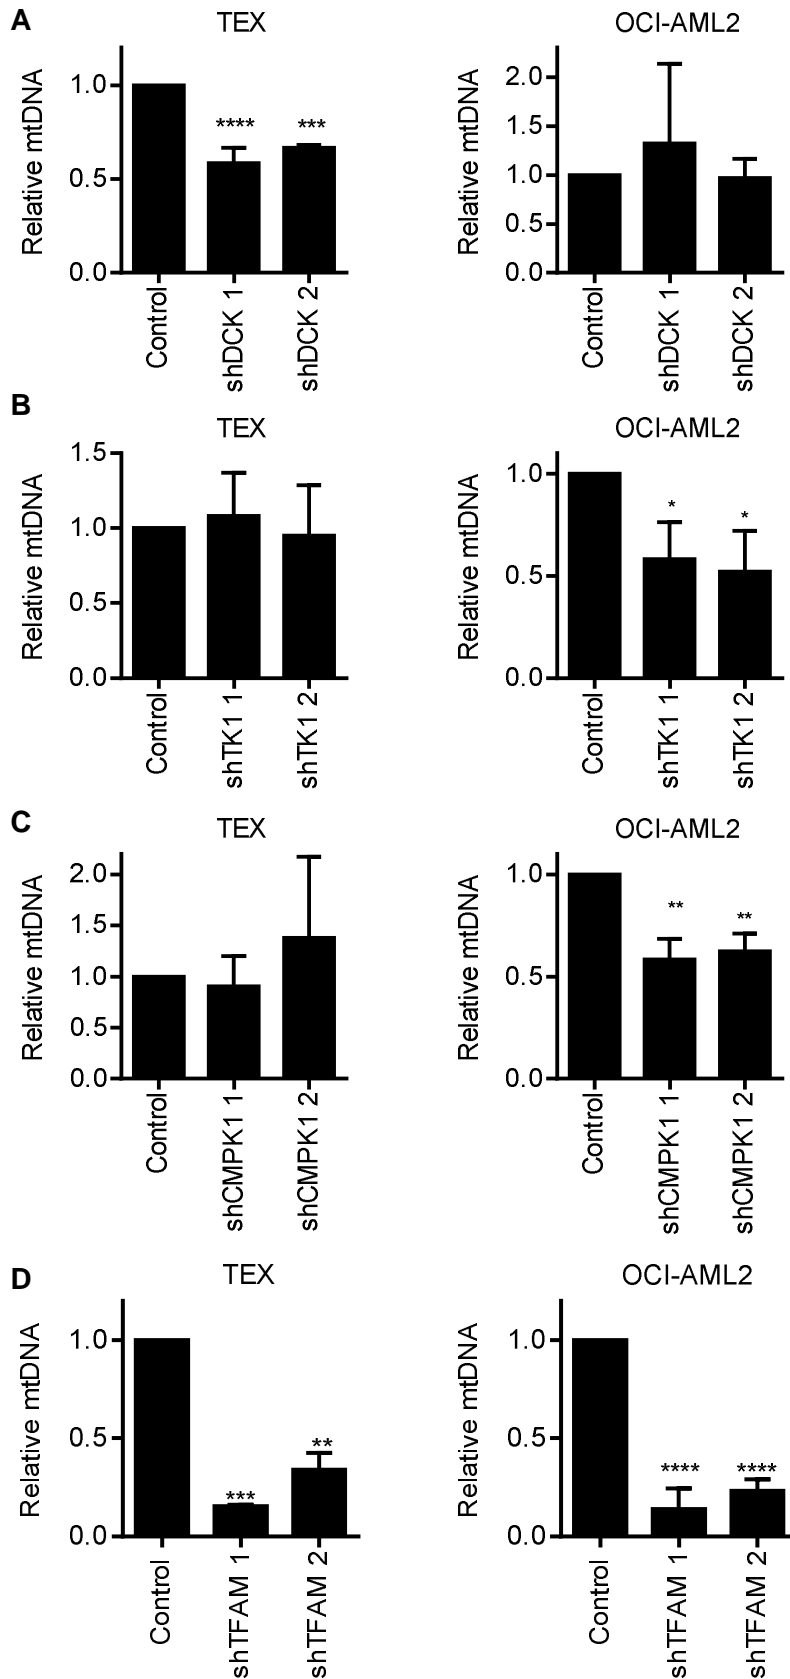 A
TEX
OCI-AML2
Relative mtDNA
1.0
0.5
0.0
**** ***
Control
shDCK 1
shDCK 2
Relative mtDNA
2.0
1.5
1.0
0.5
0.0
Control
shDCK 1
shDCK 2
B
TEX
OCI-AML2
Relative mtDNA
1.5
1.0
0.5
0.0
Control
shTK1 1
shTK1 2
Relative mtDNA
1.0
0.5
0.0
* *
Control
shTK1 1
shTK1 2
C
TEX
OCI-AML2
Relative mtDNA
2.0
1.5
1.0
0.5
0.0
Control
shCMPK1 1
shCMPK1 2
Relative mtDNA
1.0
0.5
0.0
** **
Control
shCMPK1 1
shCMPK1 2
D
TEX
OCI-AML2
Relative mtDNA
1.0
0.5
0.0
*** **
Control
shTFAM 1
shTFAM 2
Relative mtDNA
1.0
0.5
0.0
**** ****
Control
shTFAM 1
shTFAM 2